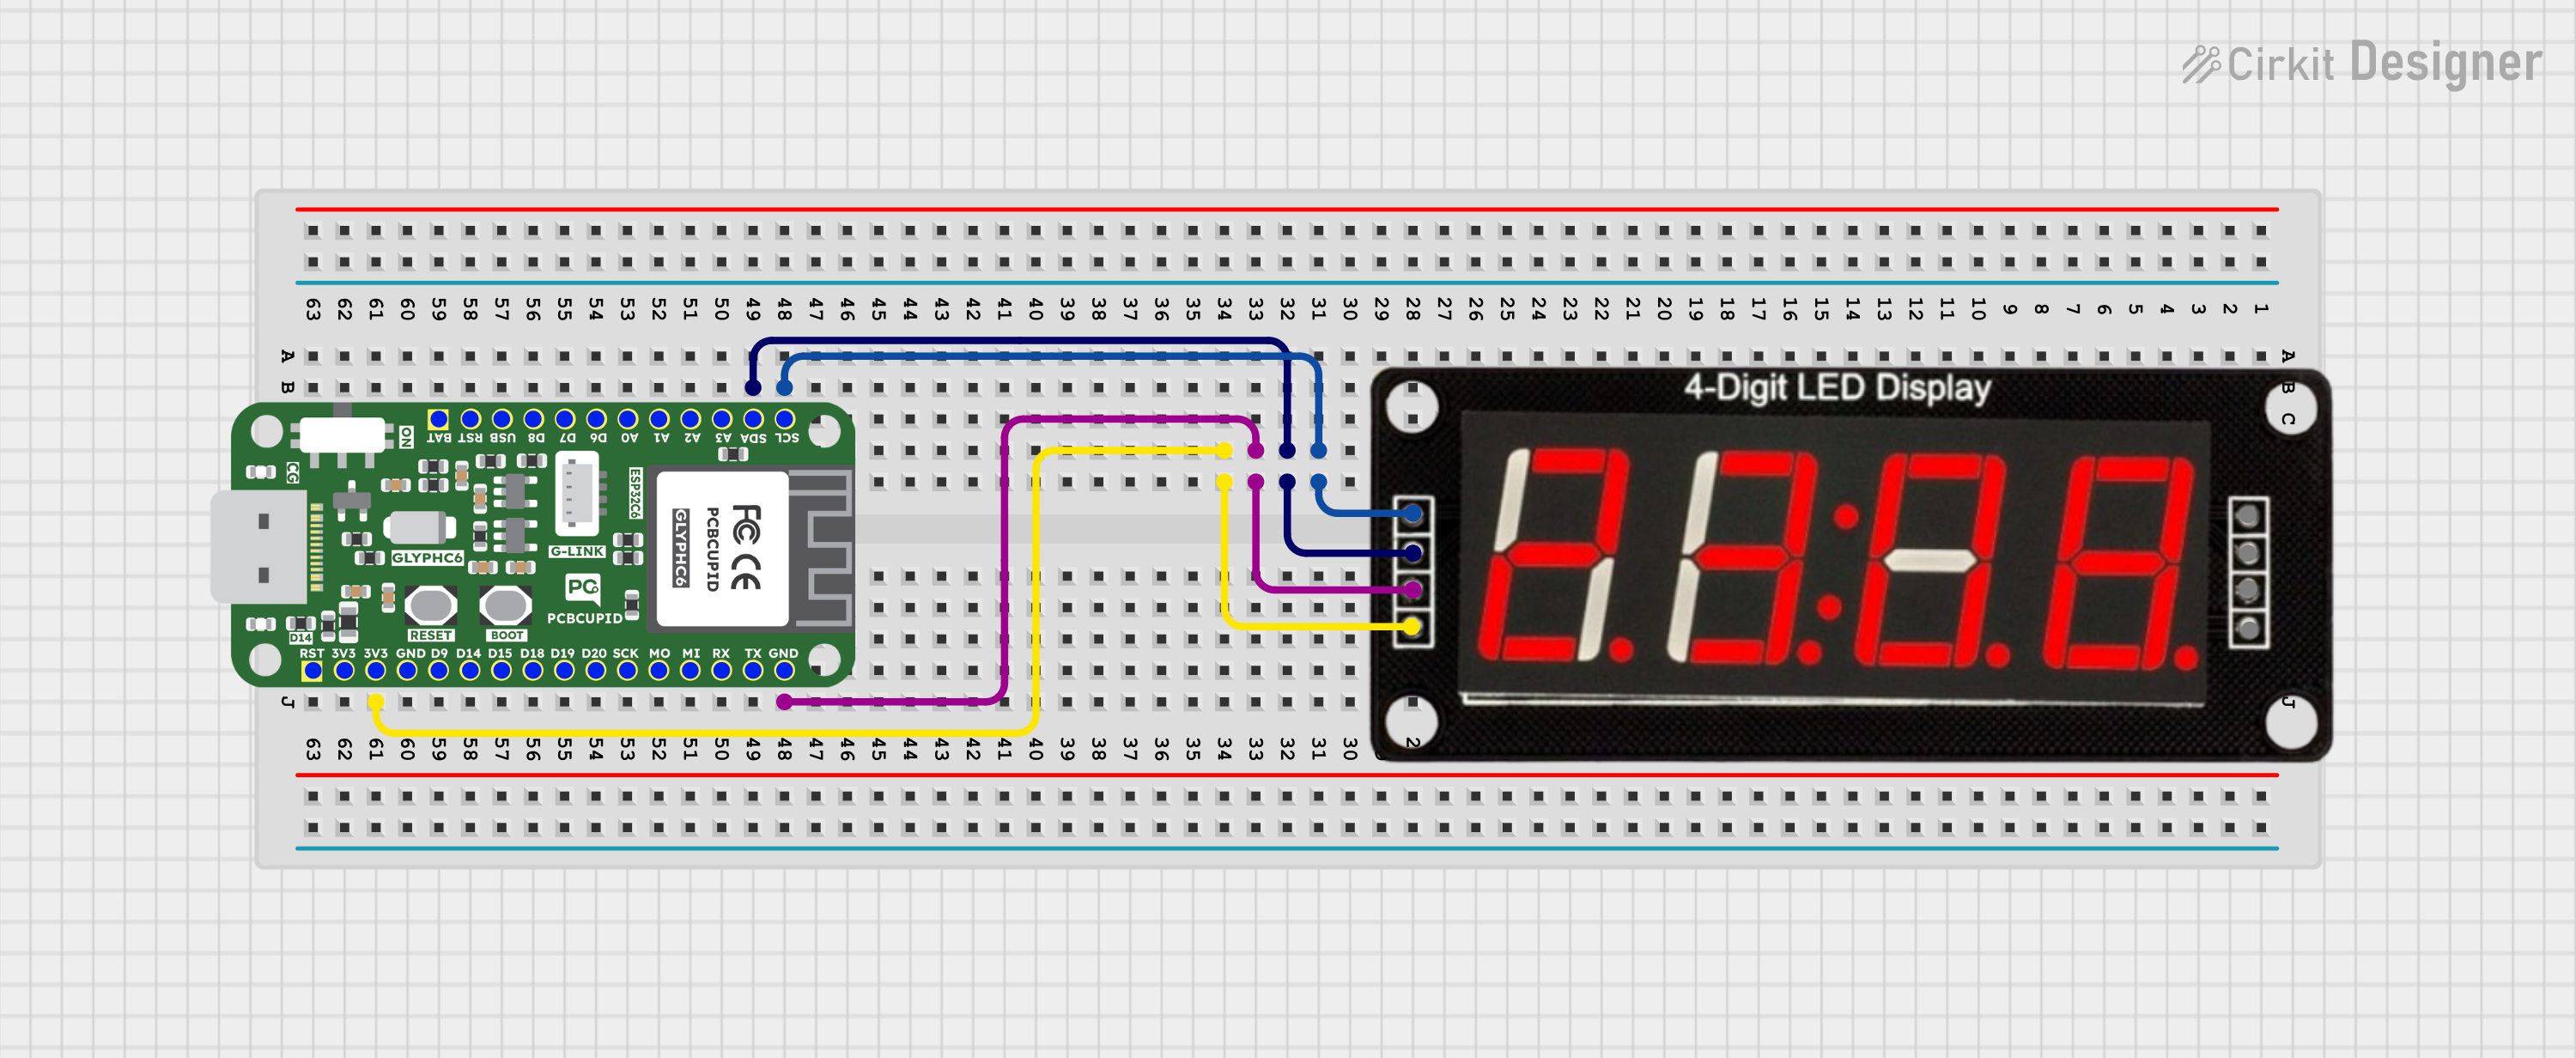 Cirkit Designer
63 62 61 60 59 58 57 56 55 54 53 52 51 50 49 48 47 46 45 44 43 42 41 40 39 38 37 36 35 34 33 32 31 30 29 28 27 26 25 24 23 22 21 20 19 18 17 16 15 14 13 12 11 10 9 8 7 6 5 4 3 2 1
A A
B B
4-Digit LED Display
C
ON
BAT RST USB D8 D7 D6 A0 A1 A2 A3 SDA SCL
CG
ESP32C6
GLYPHC6
G-LINK
GLYPHC6
PCBCUPID
FC CE
PC
PCBCUPID
RESET
BOOT
D14
RST 3V3 3V3 GND D9 D14 D15 D18 D19 D20 SCK MO MI RX TX GND
J J
63 62 61 60 59 58 57 56 55 54 53 52 51 50 49 48 47 46 45 44 43 42 41 40 39 38 37 36 35 34 33 32 31 30 2